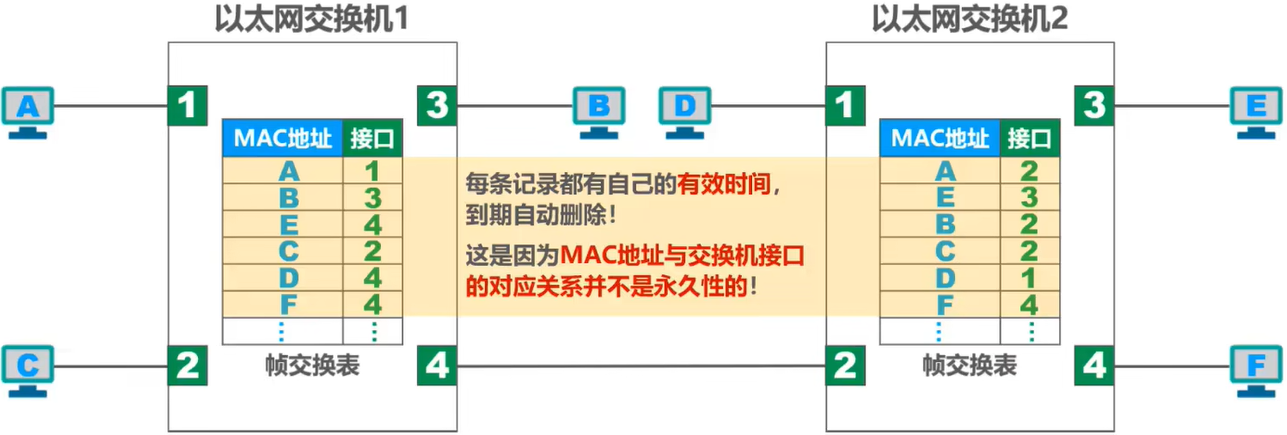 以太网交换机1
以太网交换机2
A
1
3
B
D
1
3
E
MAC地址 接口
A 1
B 3
E 4
C 2
D 4
F 4
⋮ ⋮
帧交换表
每条记录都有自己的有效时间，
到期自动删除！
这是因为MAC地址与交换机接口
的对应关系并不是永久性的！
MAC地址 接口
A 2
E 3
B 2
C 2
D 1
F 4
⋮ ⋮
帧交换表
C
2
4
2
4
F